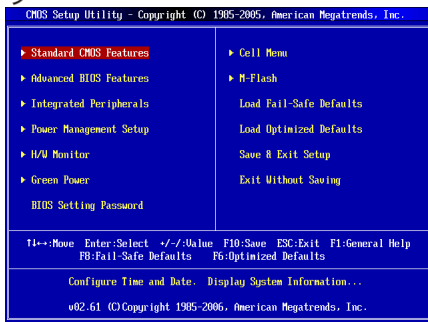 CMOS Setup Utility - Copyright (C) 1985-2005, American Megatrends, Inc.
Standard CMOS Features
Advanced BIOS Features
Integrated Peripherals
Power Management Setup
H/W Monitor
Green Power
BIOS Setting Password
Cell Menu
M-Flash
Load Fail-Safe Defaults
Load Optimized Defaults
Save & Exit Setup
Exit Without Saving
↑↓←→:Move Enter:Select +/-/:Value F10:Save ESC:Exit F1:General Help
F8:Fail-Safe Defaults F6:Optimized Defaults
Configure Time and Date. Display System Information...
v02.61 (C)Copyright 1985-2006, American Megatrends, Inc.